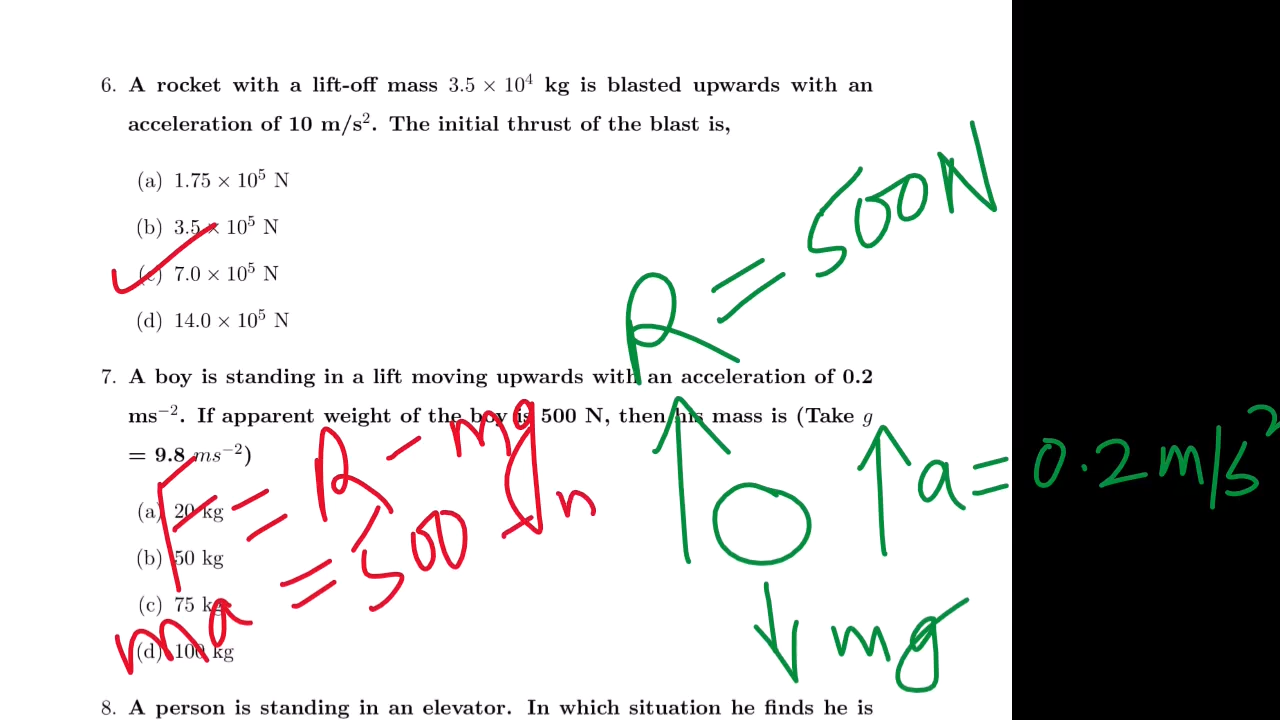 6. A rocket with a lift-off mass 3.5 × 10⁴ kg is blasted upwards with an
acceleration of 10 m/s². The initial thrust of the blast is,
(a) 1.75 × 10⁵ N
(b) 3.5 × 10⁵ N
(c) 7.0 × 10⁵ N
(d) 14.0 × 10⁵ N
R = 500N
7. A boy is standing in a lift moving upwards with an acceleration of 0.2
ms⁻². If apparent weight of the boy is 500 N, then his mass is (Take g
= 9.8 ms⁻²)
(a) 20 kg
(b) 50 kg
(c) 75 kg
(d) 100 kg
F = R - mg
ma = 500
a = 0.2 m/s²
mg
8. A person is standing in an elevator. In which situation he finds he is